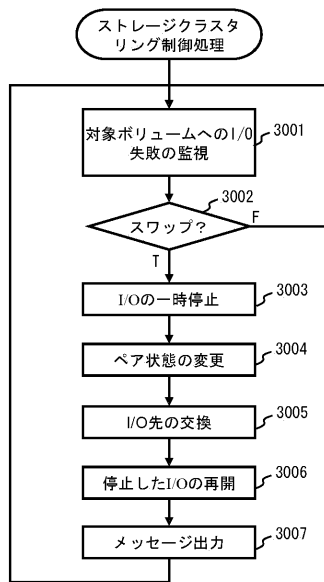 ストレージクラスタ
リング制御処理
対象ボリュームへのI/O
失敗の監視
3001
3002
スワップ？
F
T
I/Oの一時停止
3003
ペア状態の変更
3004
I/O先の交換
3005
停止したI/Oの再開
3006
メッセージ出力
3007